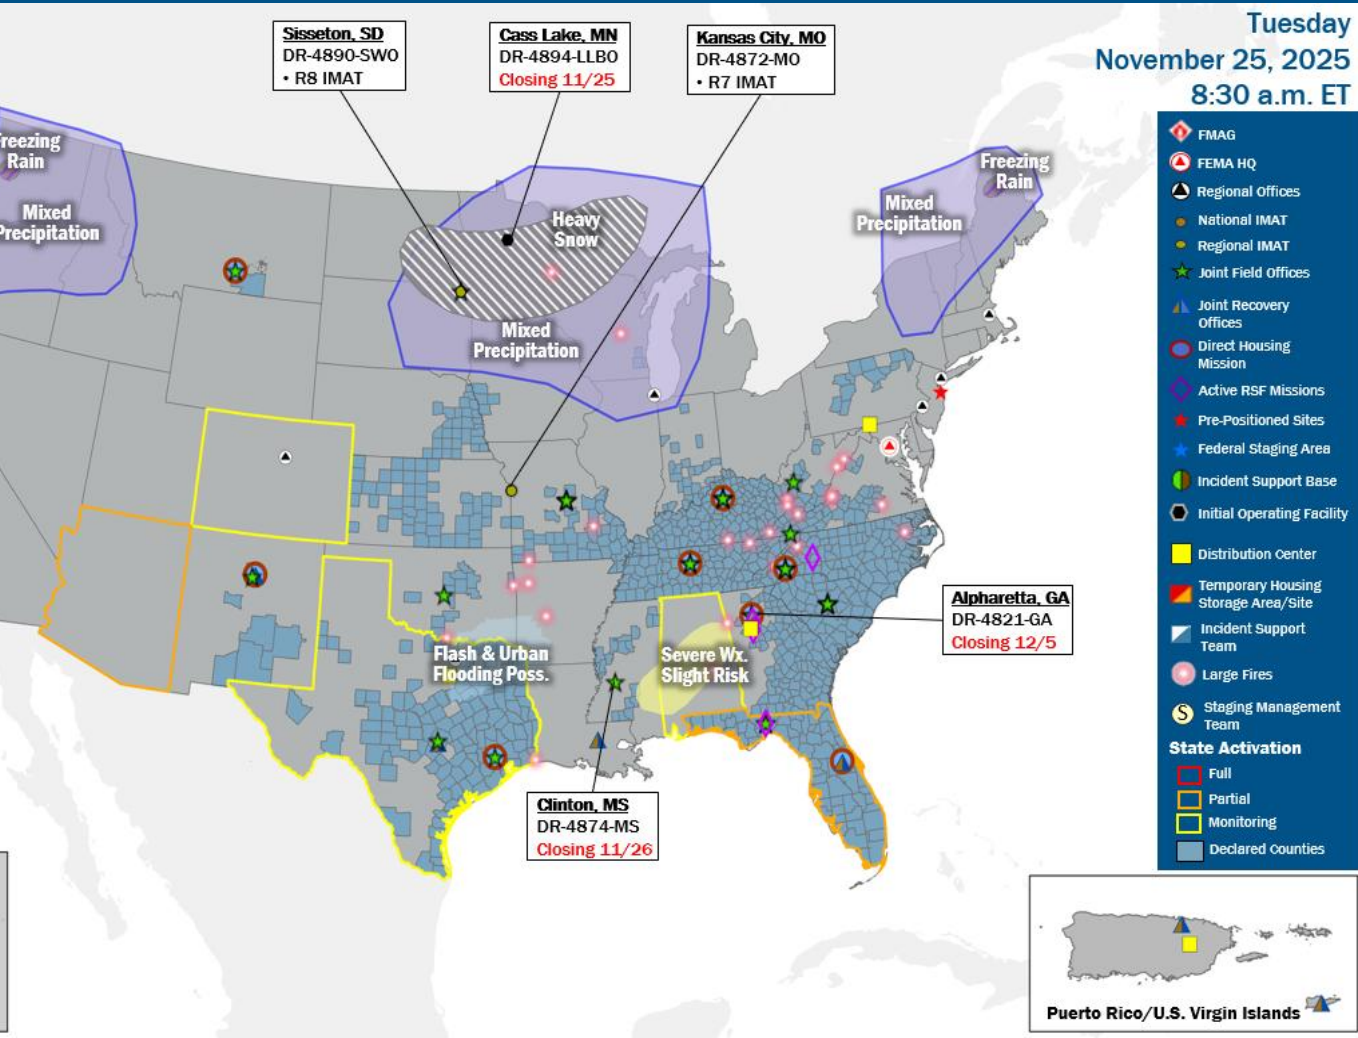 Tuesday
November 25, 2025
8:30 a.m. ET
Sisseton, SD
DR-4890-SWO
• R8 IMAT
Cass Lake, MN
DR-4894-LLBO
Closing 11/25
Kansas City, MO
DR-4872-MO
• R7 IMAT
Freezing
Rain
Mixed
Precipitation
Heavy
Snow
Mixed
Precipitation
Mixed
Precipitation
Freezing
Rain
Flash & Urban
Flooding Poss.
Severe Wx.
Slight Risk
Alpharetta, GA
DR-4821-GA
Closing 12/5
Clinton, MS
DR-4874-MS
Closing 11/26
FMAG
FEMA HQ
Regional Offices
National IMAT
Regional IMAT
Joint Field Offices
Joint Recovery
Offices
Direct Housing
Mission
Active RSF Missions
Pre-Positioned Sites
Federal Staging Area
Incident Support Base
Initial Operating Facility
Distribution Center
Temporary Housing
Storage Area/Site
Incident Support
Team
Large Fires
S
Staging Management
Team
State Activation
Full
Partial
Monitoring
Declared Counties
Puerto Rico/U.S. Virgin Islands